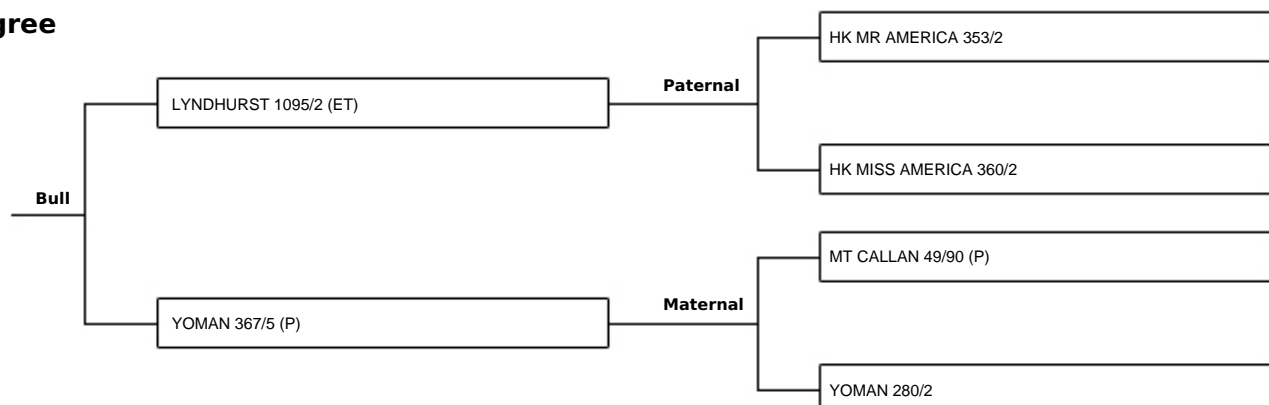 gree
HK MR AMERICA 353/2
LYNDHURST 1095/2 (ET)
Paternal
HK MISS AMERICA 360/2
Bull
MT CALLAN 49/90 (P)
YOMAN 367/5 (P)
Maternal
YOMAN 280/2